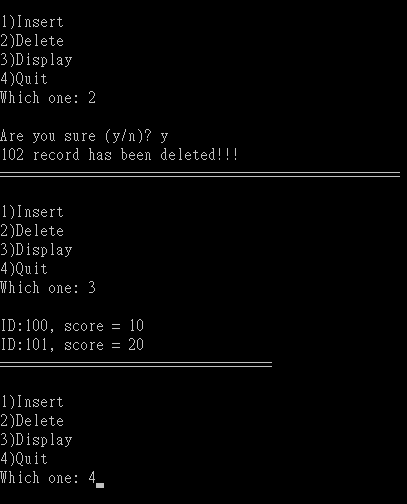 1)Insert
2)Delete
3)Display
4)Quit
Which one: 2
Are you sure (y/n)? y
102 record has been deleted!!!
==================================================
1)Insert
2)Delete
3)Display
4)Quit
Which one: 3
ID:100, score = 10
ID:101, score = 20
==================================
1)Insert
2)Delete
3)Display
4)Quit
Which one: 4_